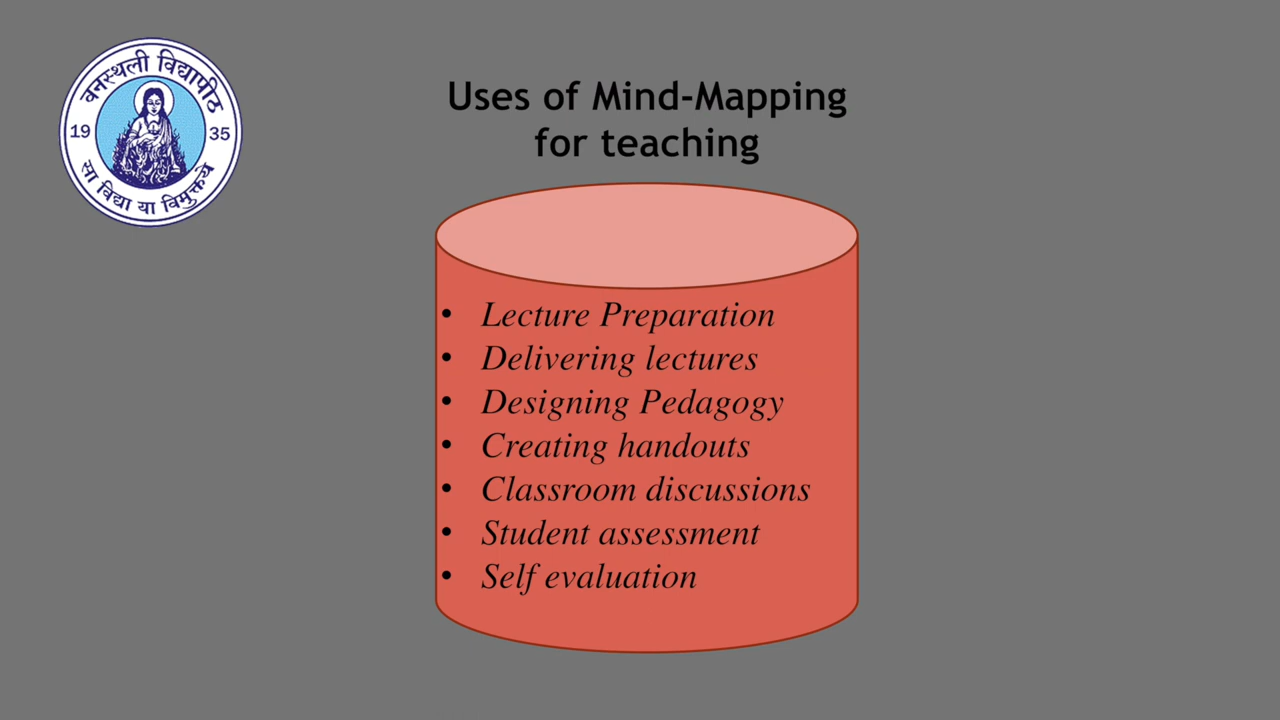 वनस्थली विद्यापीठ
19 35
सा विद्या या विमुक्तये
Uses of Mind-Mapping
for teaching
• Lecture Preparation
• Delivering lectures
• Designing Pedagogy
• Creating handouts
• Classroom discussions
• Student assessment
• Self evaluation